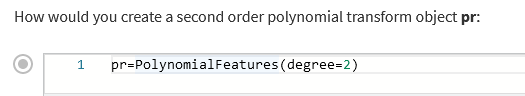 How would you create a second order polynomial transform object pr:
1 pr=PolynomialFeatures(degree=2)